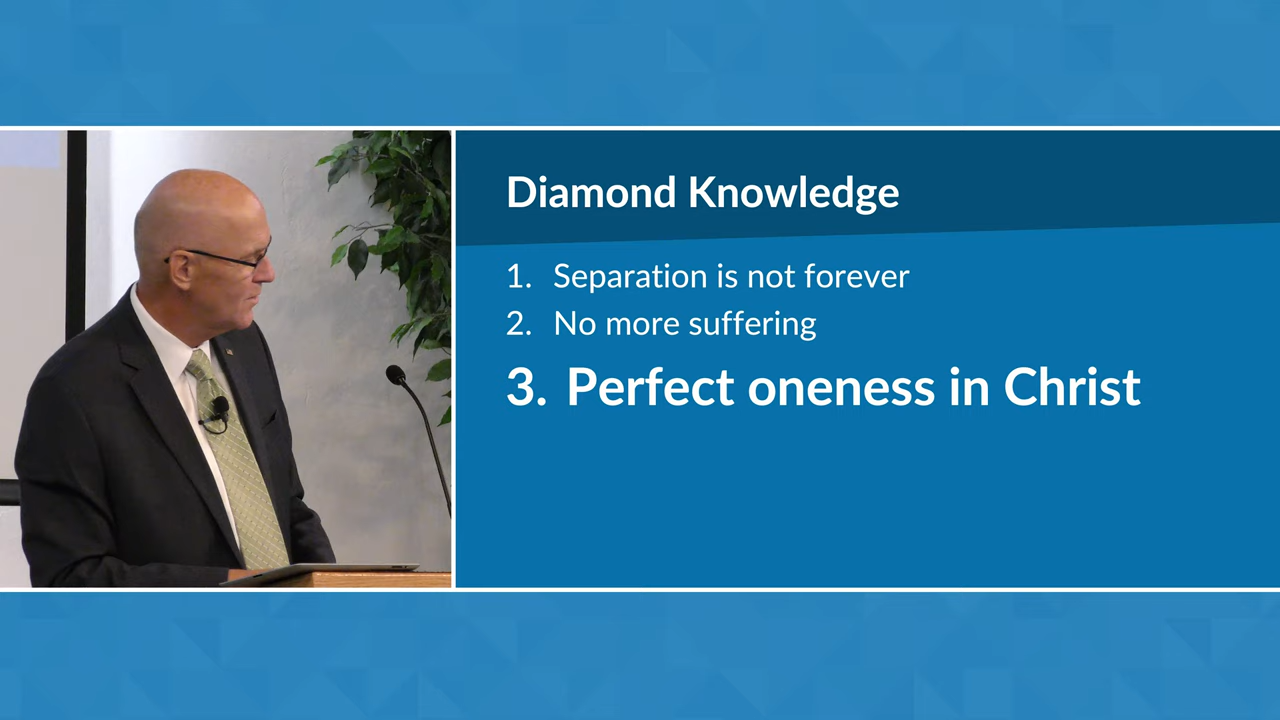 Diamond Knowledge
1. Separation is not forever
2. No more suffering
3. Perfect oneness in Christ